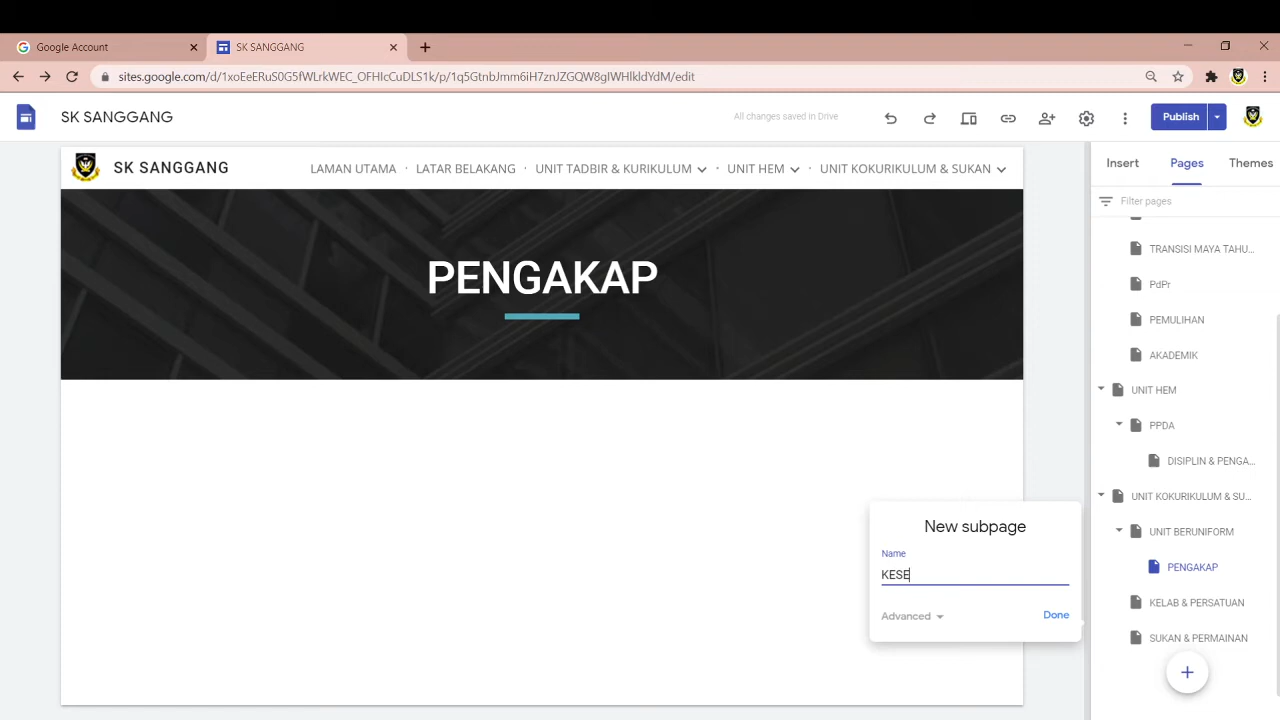 Google Account
SK SANGGANG
sites.google.com/d/1xoEeERuS0G5fWLrkWEC_OFHIcCuDLS1k/p/1q5GtnbJmm6iH7znJZGQW8gIWHlkldYdM/edit
SK SANGGANG
All changes saved in Drive
Publish
SK SANGGANG
LAMAN UTAMA · LATAR BELAKANG · UNIT TADBIR & KURIKULUM · UNIT HEM · UNIT KOKURIKULUM & SUKAN
Insert
Pages
Themes
Filter pages
PENGAKAP
TRANSISI MAYA TAHU...
PdPr
PEMULIHAN
AKADEMIK
UNIT HEM
PPDA
DISIPLIN & PENGA...
UNIT KOKURIKULUM & SU...
UNIT BERUNIFORM
PENGAKAP
KELAB & PERSATUAN
SUKAN & PERMAINAN
New subpage
Name
KESE
Advanced
Done